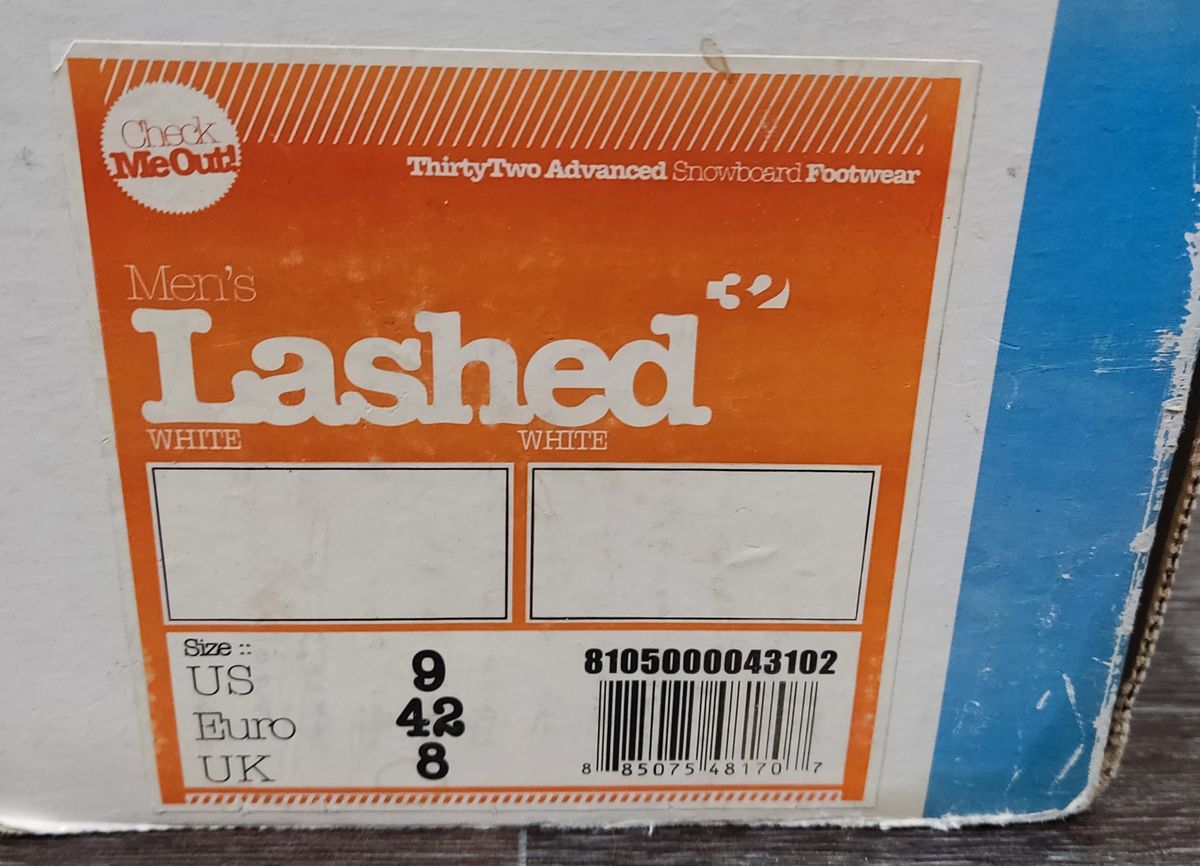 Check
Me Out!
ThirtyTwo Advanced Snowboard Footwear
Men's
32
Lashed
WHITE WHITE
Size ::
US 9
Euro 42
UK 8
8105000043102
8 85075 48170 7